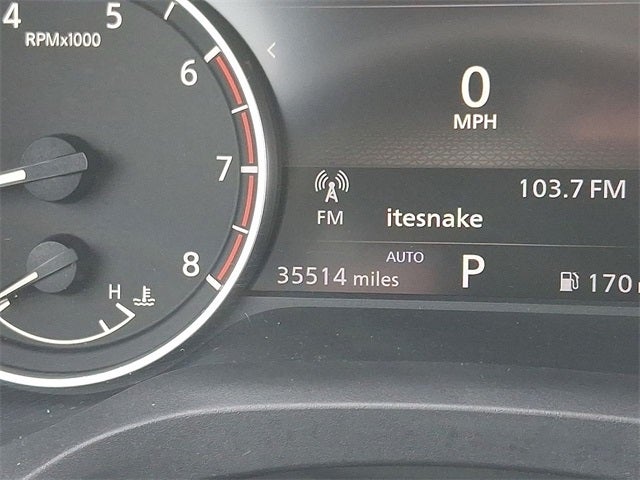 4 5
RPMx1000
6
7
8
H
0
MPH
103.7 FM
FM itesnake
AUTO
35514 miles P 170